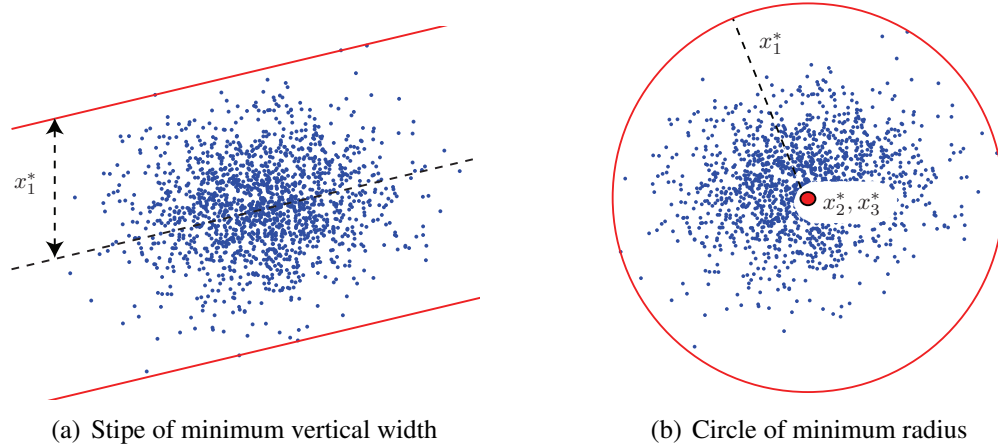 x₁*
x₁*
x₂*, x₃*
(a) Stipe of minimum vertical width
(b) Circle of minimum radius